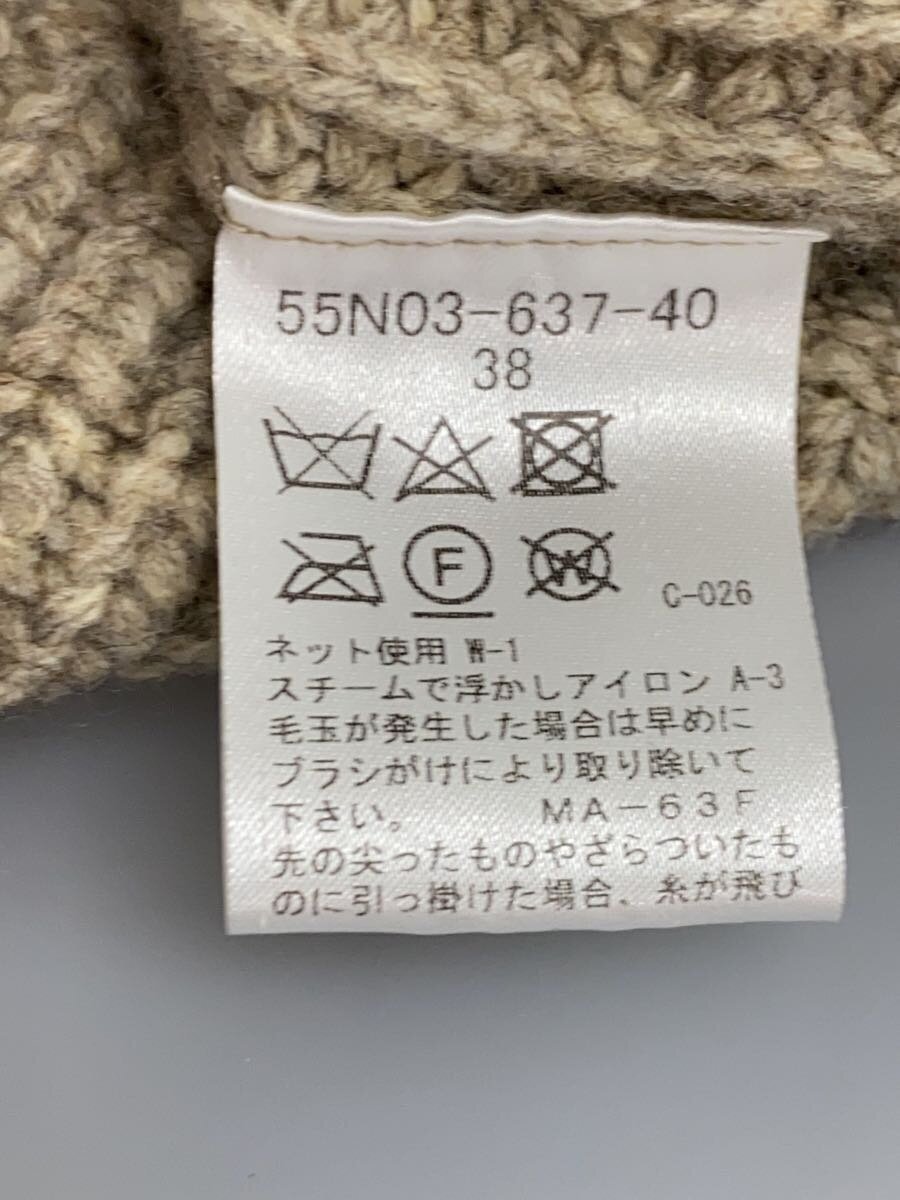 55N03-637-40
38
F
W
C-026
ネット使用 W-1
スチームで浮かしアイロン A-3
毛玉が発生した場合は早めに
ブラシがけにより取り除いて
下さい。 MA-63F
先の尖ったものやざらついたも
のに引っ掛けた場合、糸が飛び